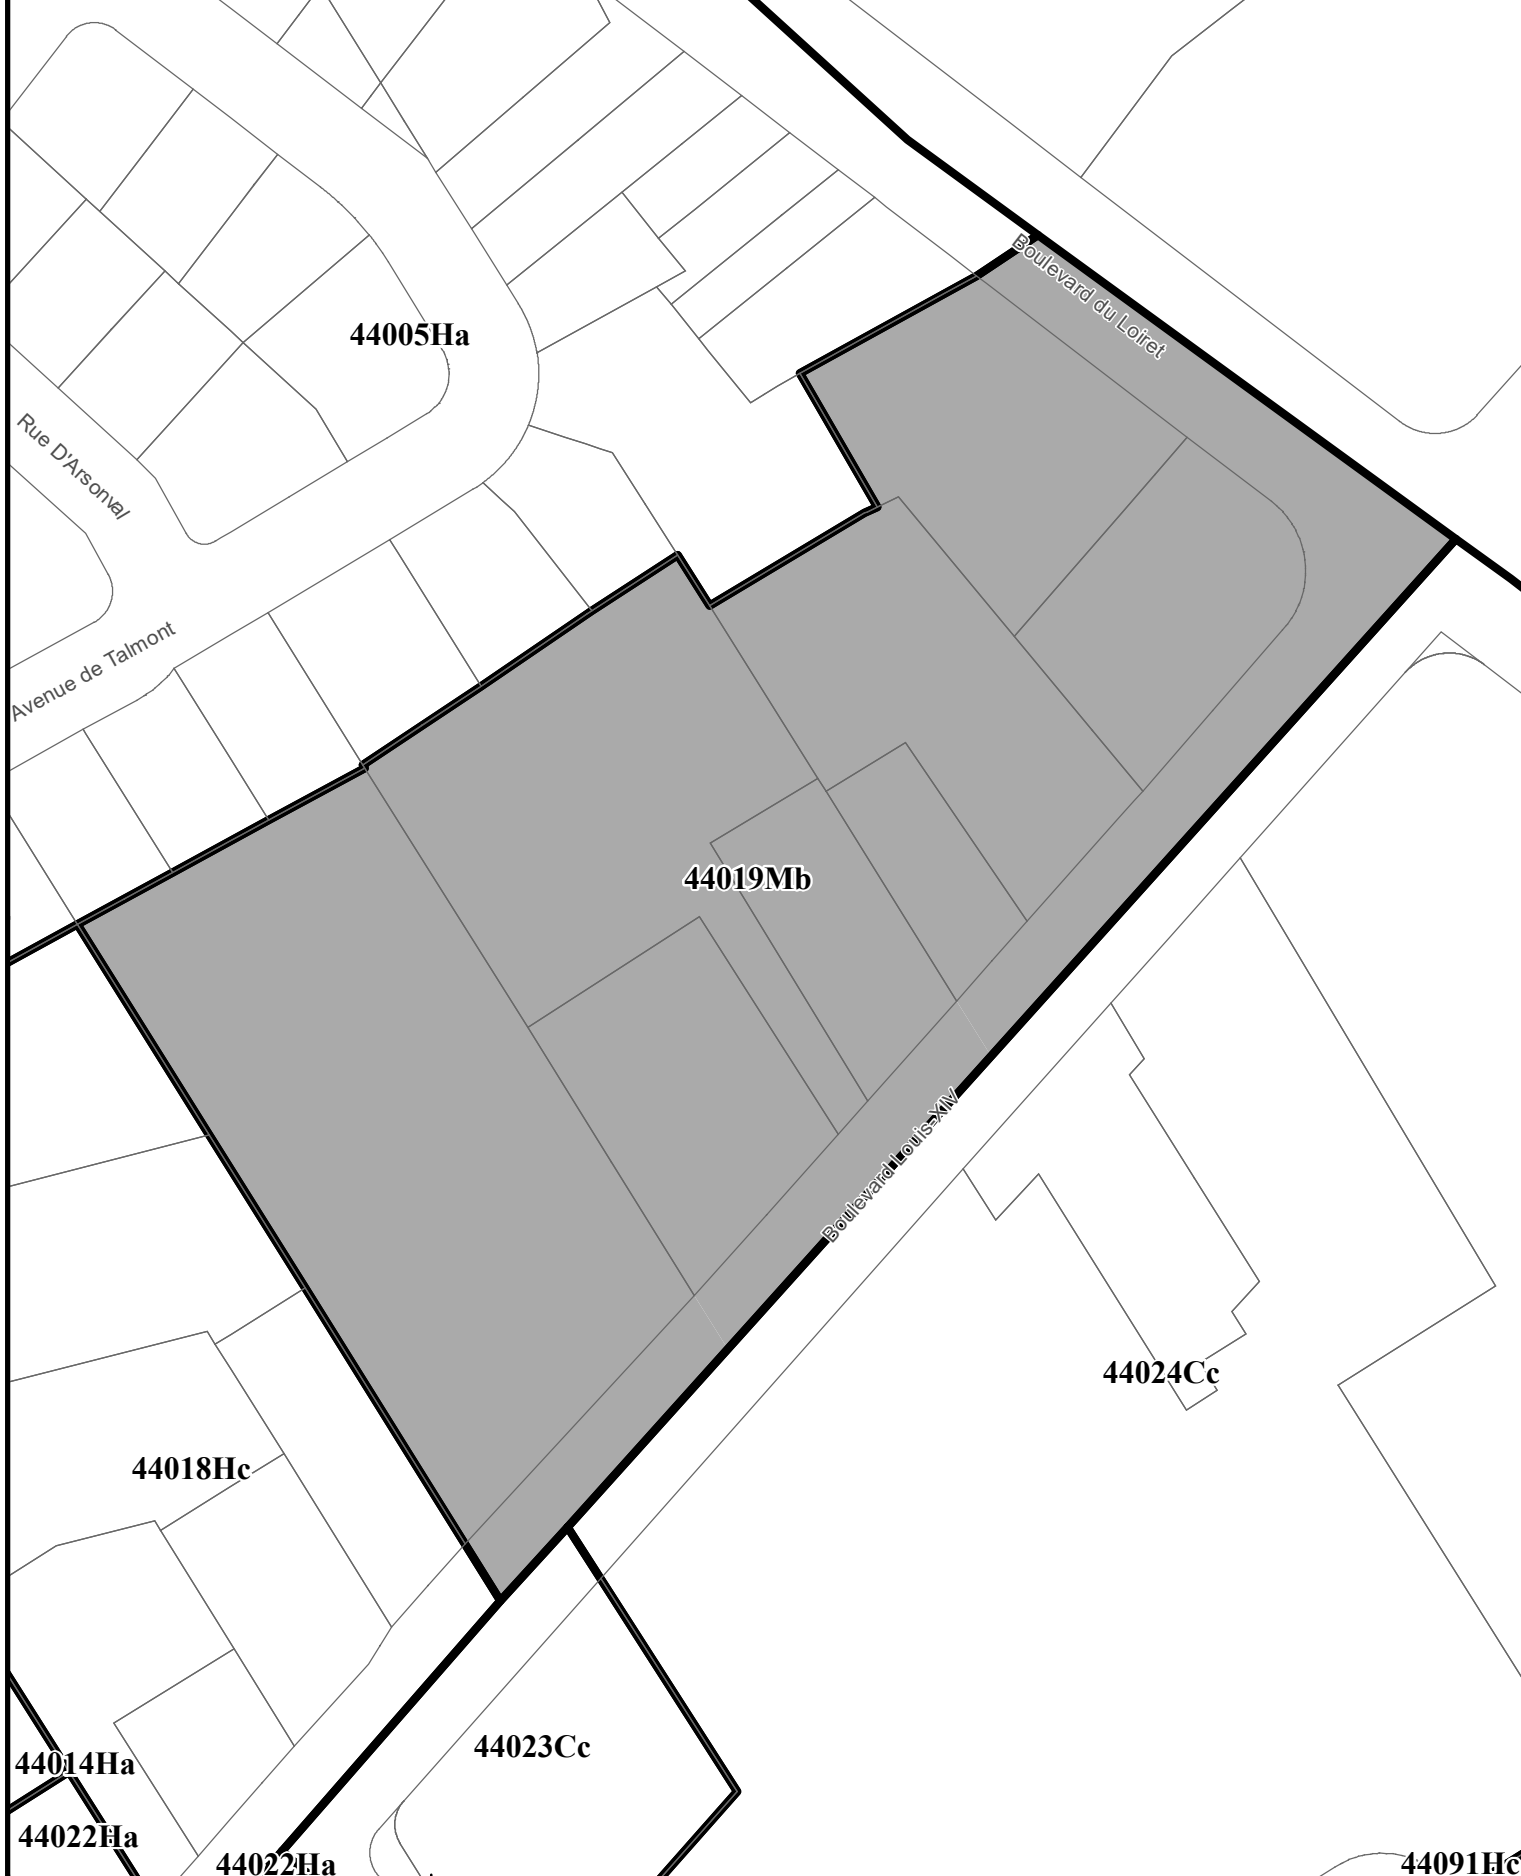 Boulevard du Loiret
44005Ha
Rue D'Arsonval
Avenue de Talmont
44019Mb
Boulevard Louis-XIV
44024Cc
44018Hc
44023Cc
44014Ha
44022Ha
44022Ha
44091Hc